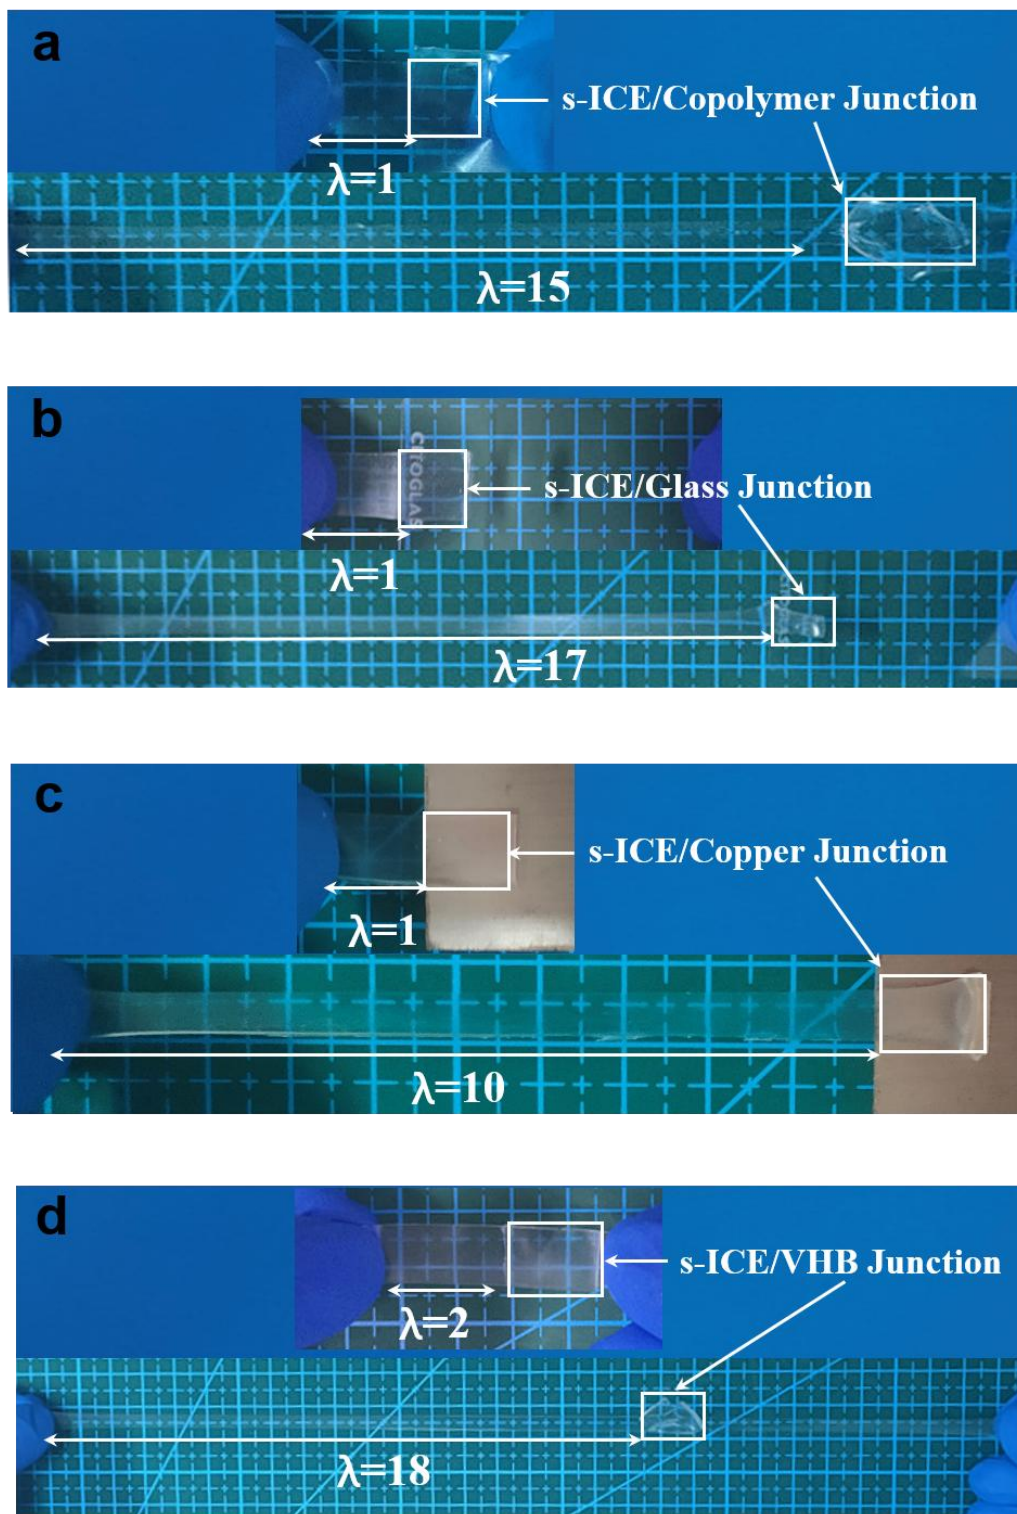 a
s-ICE/Copolymer Junction
λ=1
λ=15
b
CITOGLAS
s-ICE/Glass Junction
λ=1
λ=17
c
s-ICE/Copper Junction
λ=1
λ=10
d
s-ICE/VHB Junction
λ=2
λ=18